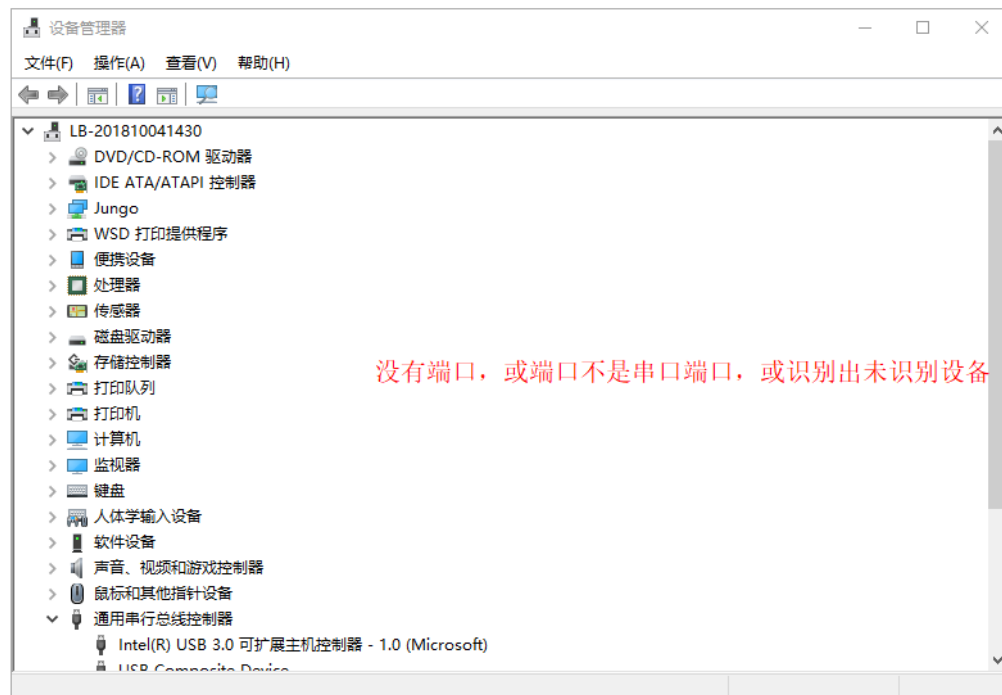 设备管理器
文件(F) 操作(A) 查看(V) 帮助(H)
LB-201810041430
DVD/CD-ROM 驱动器
IDE ATA/ATAPI 控制器
Jungo
WSD 打印提供程序
便携设备
处理器
传感器
磁盘驱动器
存储控制器
没有端口，或端口不是串口端口，或识别出未识别设备
打印队列
打印机
计算机
监视器
键盘
人体学输入设备
软件设备
声音、视频和游戏控制器
鼠标和其他指针设备
通用串行总线控制器
Intel(R) USB 3.0 可扩展主机控制器 - 1.0 (Microsoft)
USB Composite Device